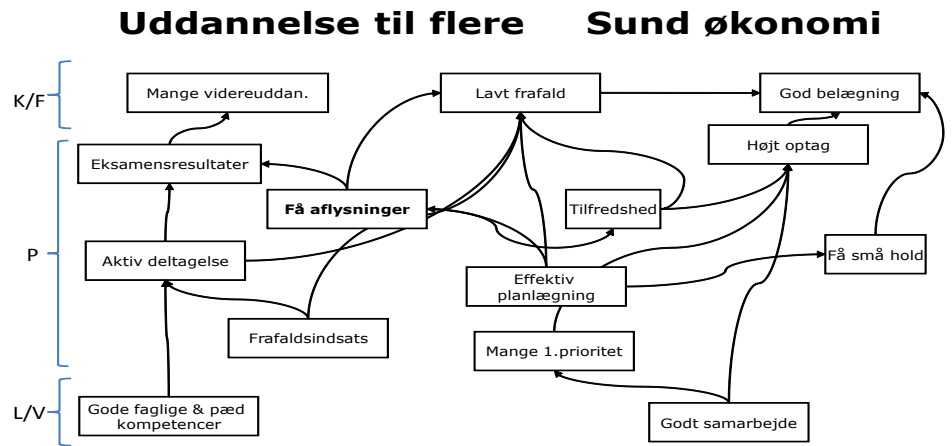 Uddannelse til flere
Sund økonomi
K/F
Mange videreuddan.
Lavt frafald
God belægning
Højt optag
Eksamensresultater
Få aflysninger
Tilfredshed
P
Aktiv deltagelse
Få små hold
Effektiv
planlægning
Frafaldsindsats
Mange 1.prioritet
L/V
Gode faglige & pæd
kompetencer
Godt samarbejde